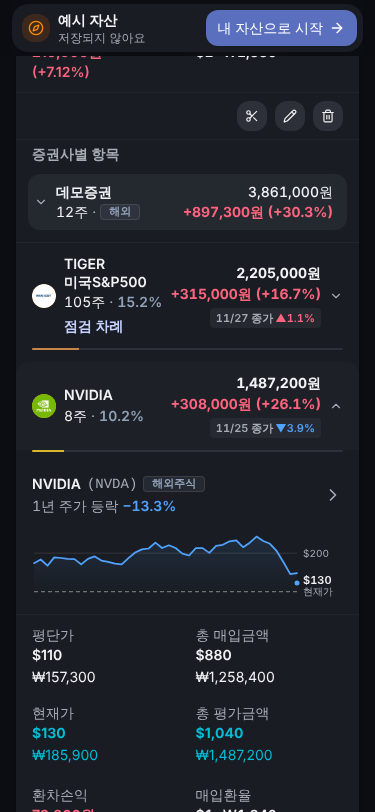 예시 자산
저장되지 않아요
내 자산으로 시작
(+7.12%)
증권사별 항목
데모증권
3,861,000원
12주 · 해외
+897,300원 (+30.3%)
TIGER
미국S&P500
2,205,000원
105주 · 15.2%
+315,000원 (+16.7%)
점검 차례
11/27 종가 ▲1.1%
NVIDIA
1,487,200원
8주 · 10.2%
+308,000원 (+26.1%)
11/25 종가 ▼3.9%
NVIDIA (NVDA) 해외주식
1년 주가 등락 −13.3%
$200
$130
현재가
평단가
총 매입금액
$110
$880
₩157,300
₩1,258,400
현재가
총 평가금액
$130
$1,040
₩185,900
₩1,487,200
환차손익
매입환율